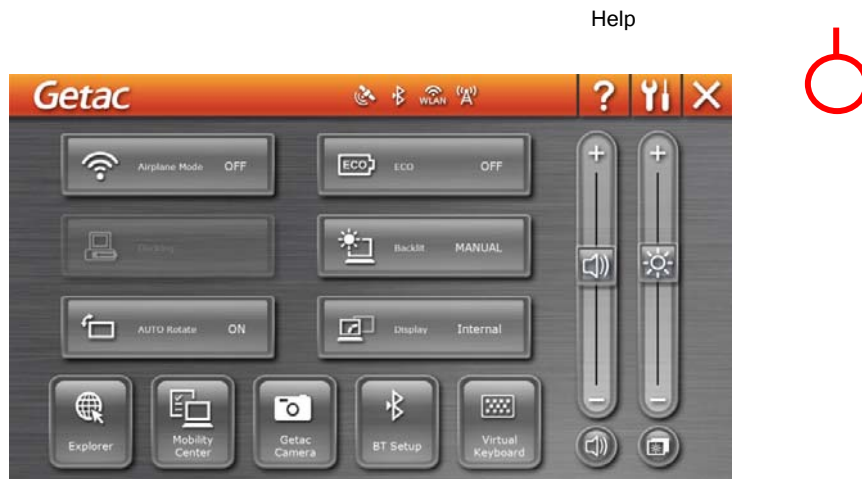 Help
Getac
WLAN
?
Airplane Mode OFF
ECO ECO OFF
Docking
Backlit MANUAL
AUTO Rotate ON
Display Internal
Explorer
Mobility
Center
Getac
Camera
BT Setup
Virtual
Keyboard